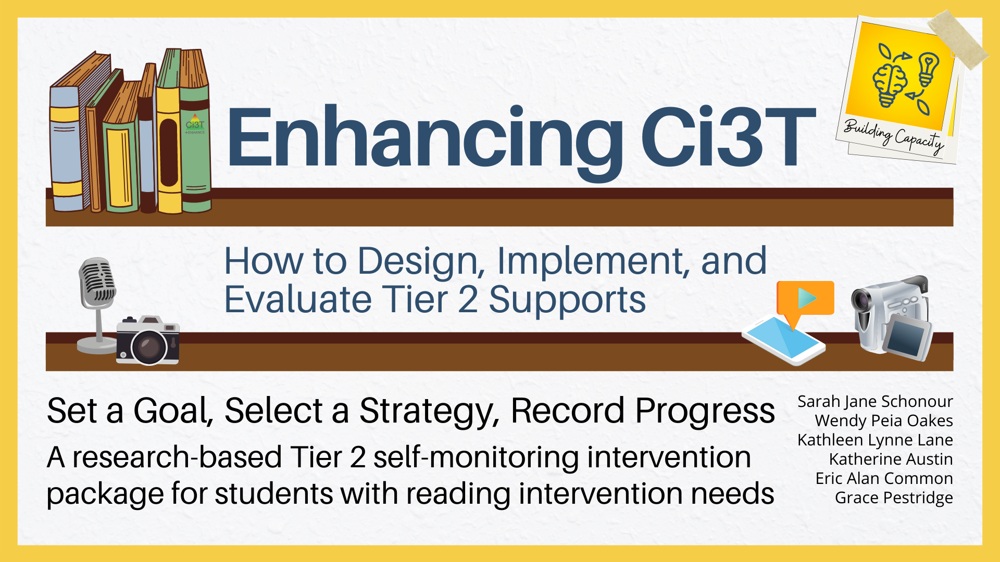 Enhancing Ci3T
Ci3T
+ENHANCE
Building Capacity
How to Design, Implement, and
Evaluate Tier 2 Supports
Set a Goal, Select a Strategy, Record Progress
A research-based Tier 2 self-monitoring intervention
package for students with reading intervention needs
Sarah Jane Schonour
Wendy Peia Oakes
Kathleen Lynne Lane
Katherine Austin
Eric Alan Common
Grace Pestridge